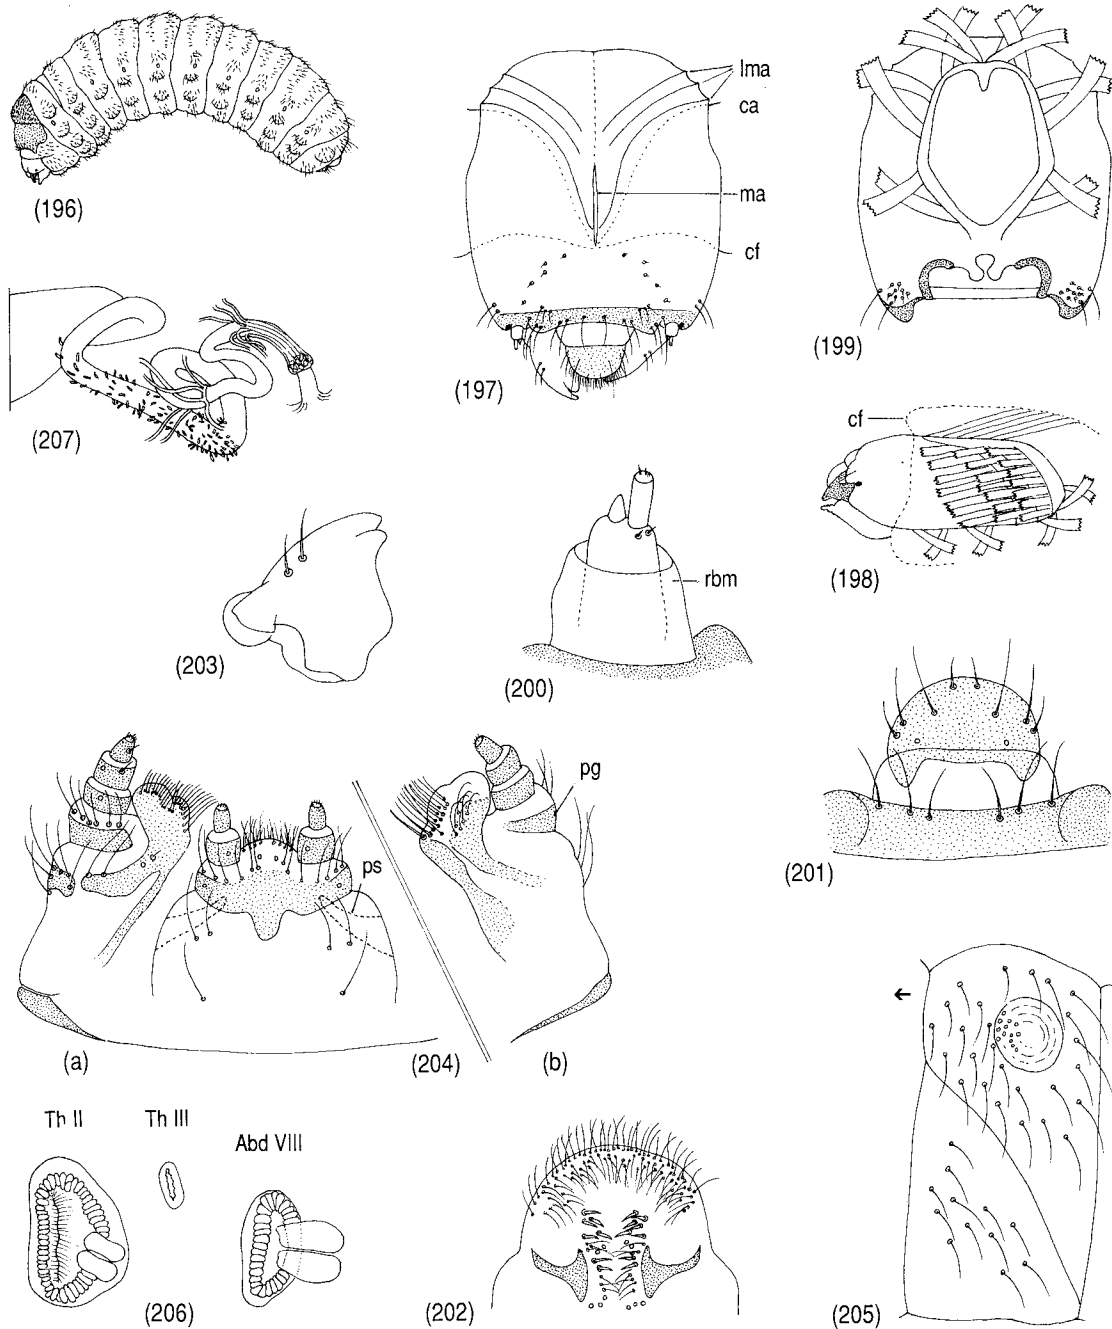 (196)
lma
ca
ma
cf
(197)
(199)
(207)
cf
(198)
(203)
rbm
(200)
(201)
pg
ps
(a)
(204)
(b)
←
(205)
Th II
Th III
Abd VIII
(206)
(202)